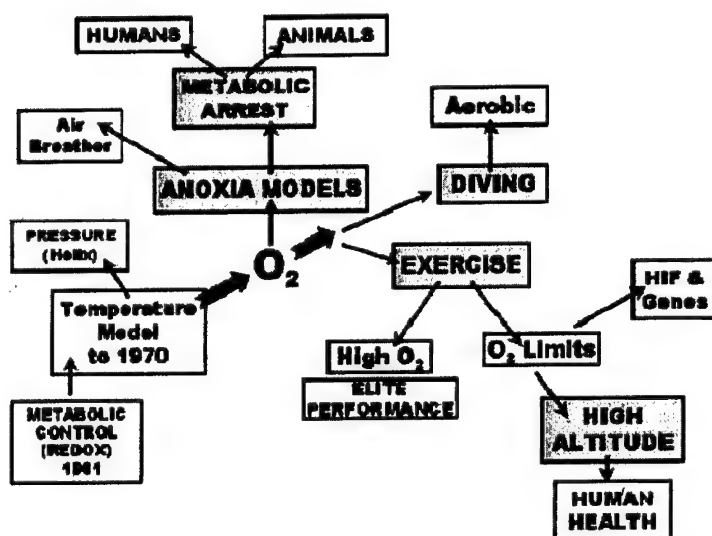 HUMANS
ANIMALS
METABOLIC
ARREST
Aerobic
Air
Breather
ANOXIA MODELS
DIVING
PRESSURE
(Helix)
O2
EXERCISE
HIF &
Genes
Temperature
Model
to 1970
High O2
O2 Limits
ELITE
PERFORMANCE
METABOLIC
CONTROL
(REDOX)
1961
HIGH
ALTITUDE
HUMAN
HEALTH